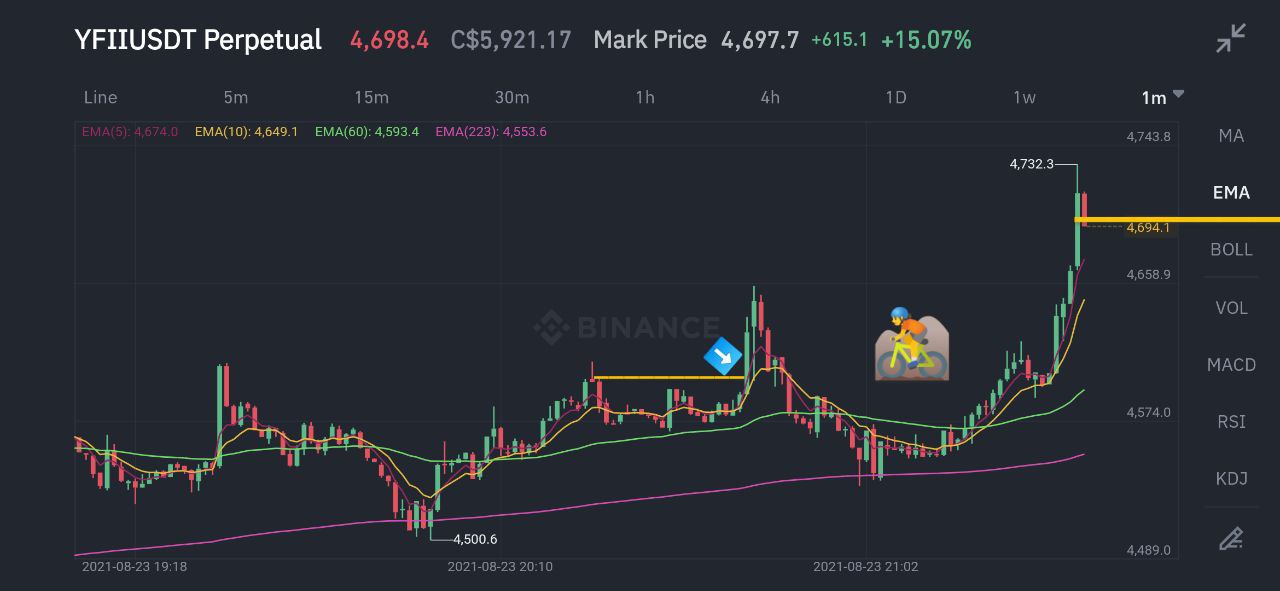 YFIIUSDT Perpetual 4,698.4 C$5,921.17 Mark Price 4,697.7 +615.1 +15.07%
Line 5m 15m 30m 1h 4h 1D 1w 1m
EMA(5): 4,674.0 EMA(10): 4,649.1 EMA(60): 4,593.4 EMA(223): 4,553.6
4,743.8
MA
4,732.3
EMA
4,694.1
BOLL
4,658.9
VOL
BINANCE
MACD
4,574.0
RSI
KDJ
4,500.6
4,489.0
2021-08-23 19:18 2021-08-23 20:10 2021-08-23 21:02